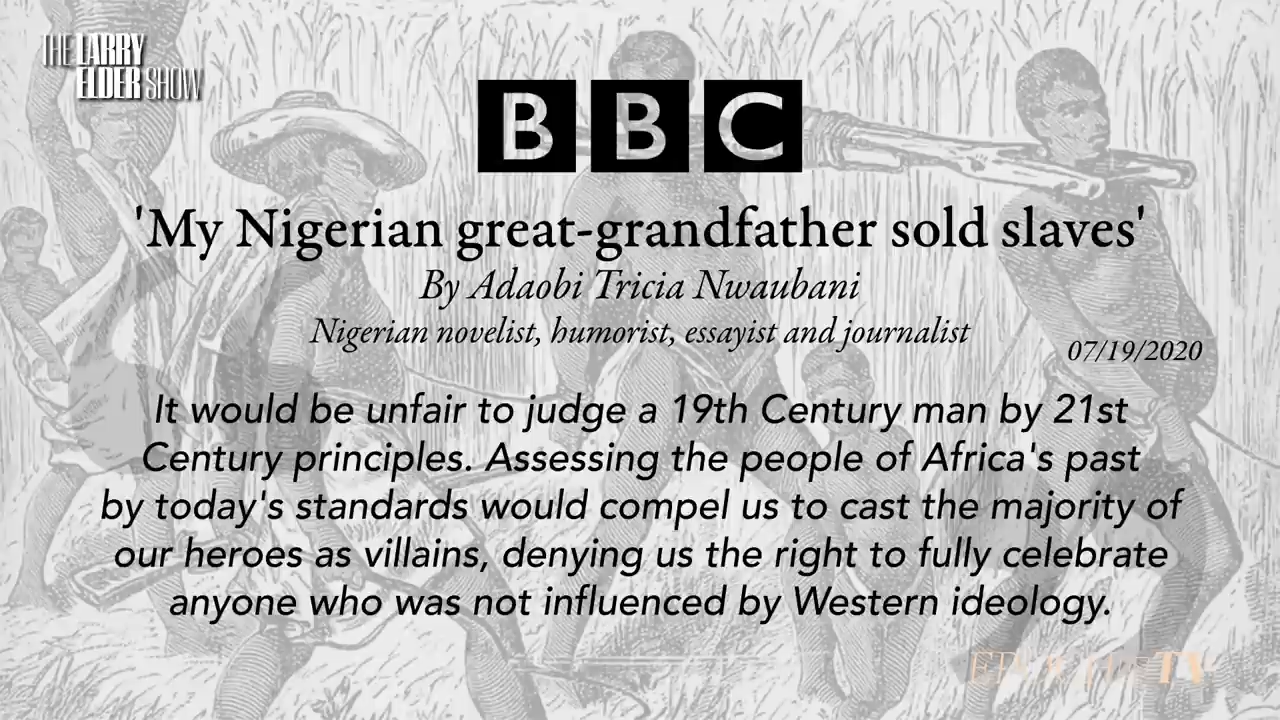 THE LARRY
ELDER SHOW
BBC
'My Nigerian great-grandfather sold slaves'
By Adaobi Tricia Nwaubani
Nigerian novelist, humorist, essayist and journalist
07/19/2020
It would be unfair to judge a 19th Century man by 21st
Century principles. Assessing the people of Africa's past
by today's standards would compel us to cast the majority of
our heroes as villains, denying us the right to fully celebrate
anyone who was not influenced by Western ideology.